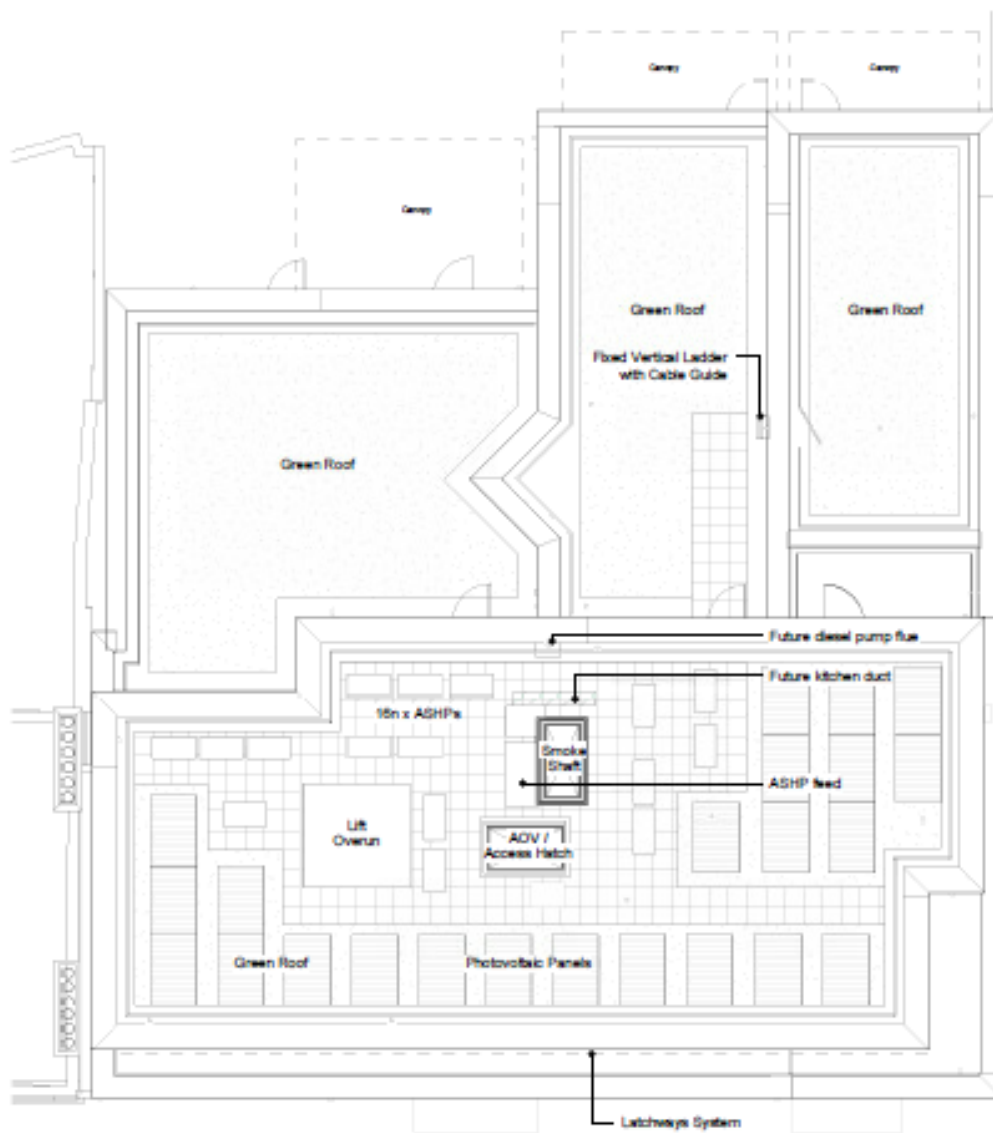 Canopy
Canopy
Canopy
Green Roof
Green Roof
Fixed Vertical Ladder
with Cable Guide
Green Roof
Future diesel pump flue
Future kitchen duct
16n x ASHPs
Smoke
Shaft
ASHP feed
Lift
Overun
AOV /
Access Hatch
Green Roof
Photovoltaic Panels
Latchways System